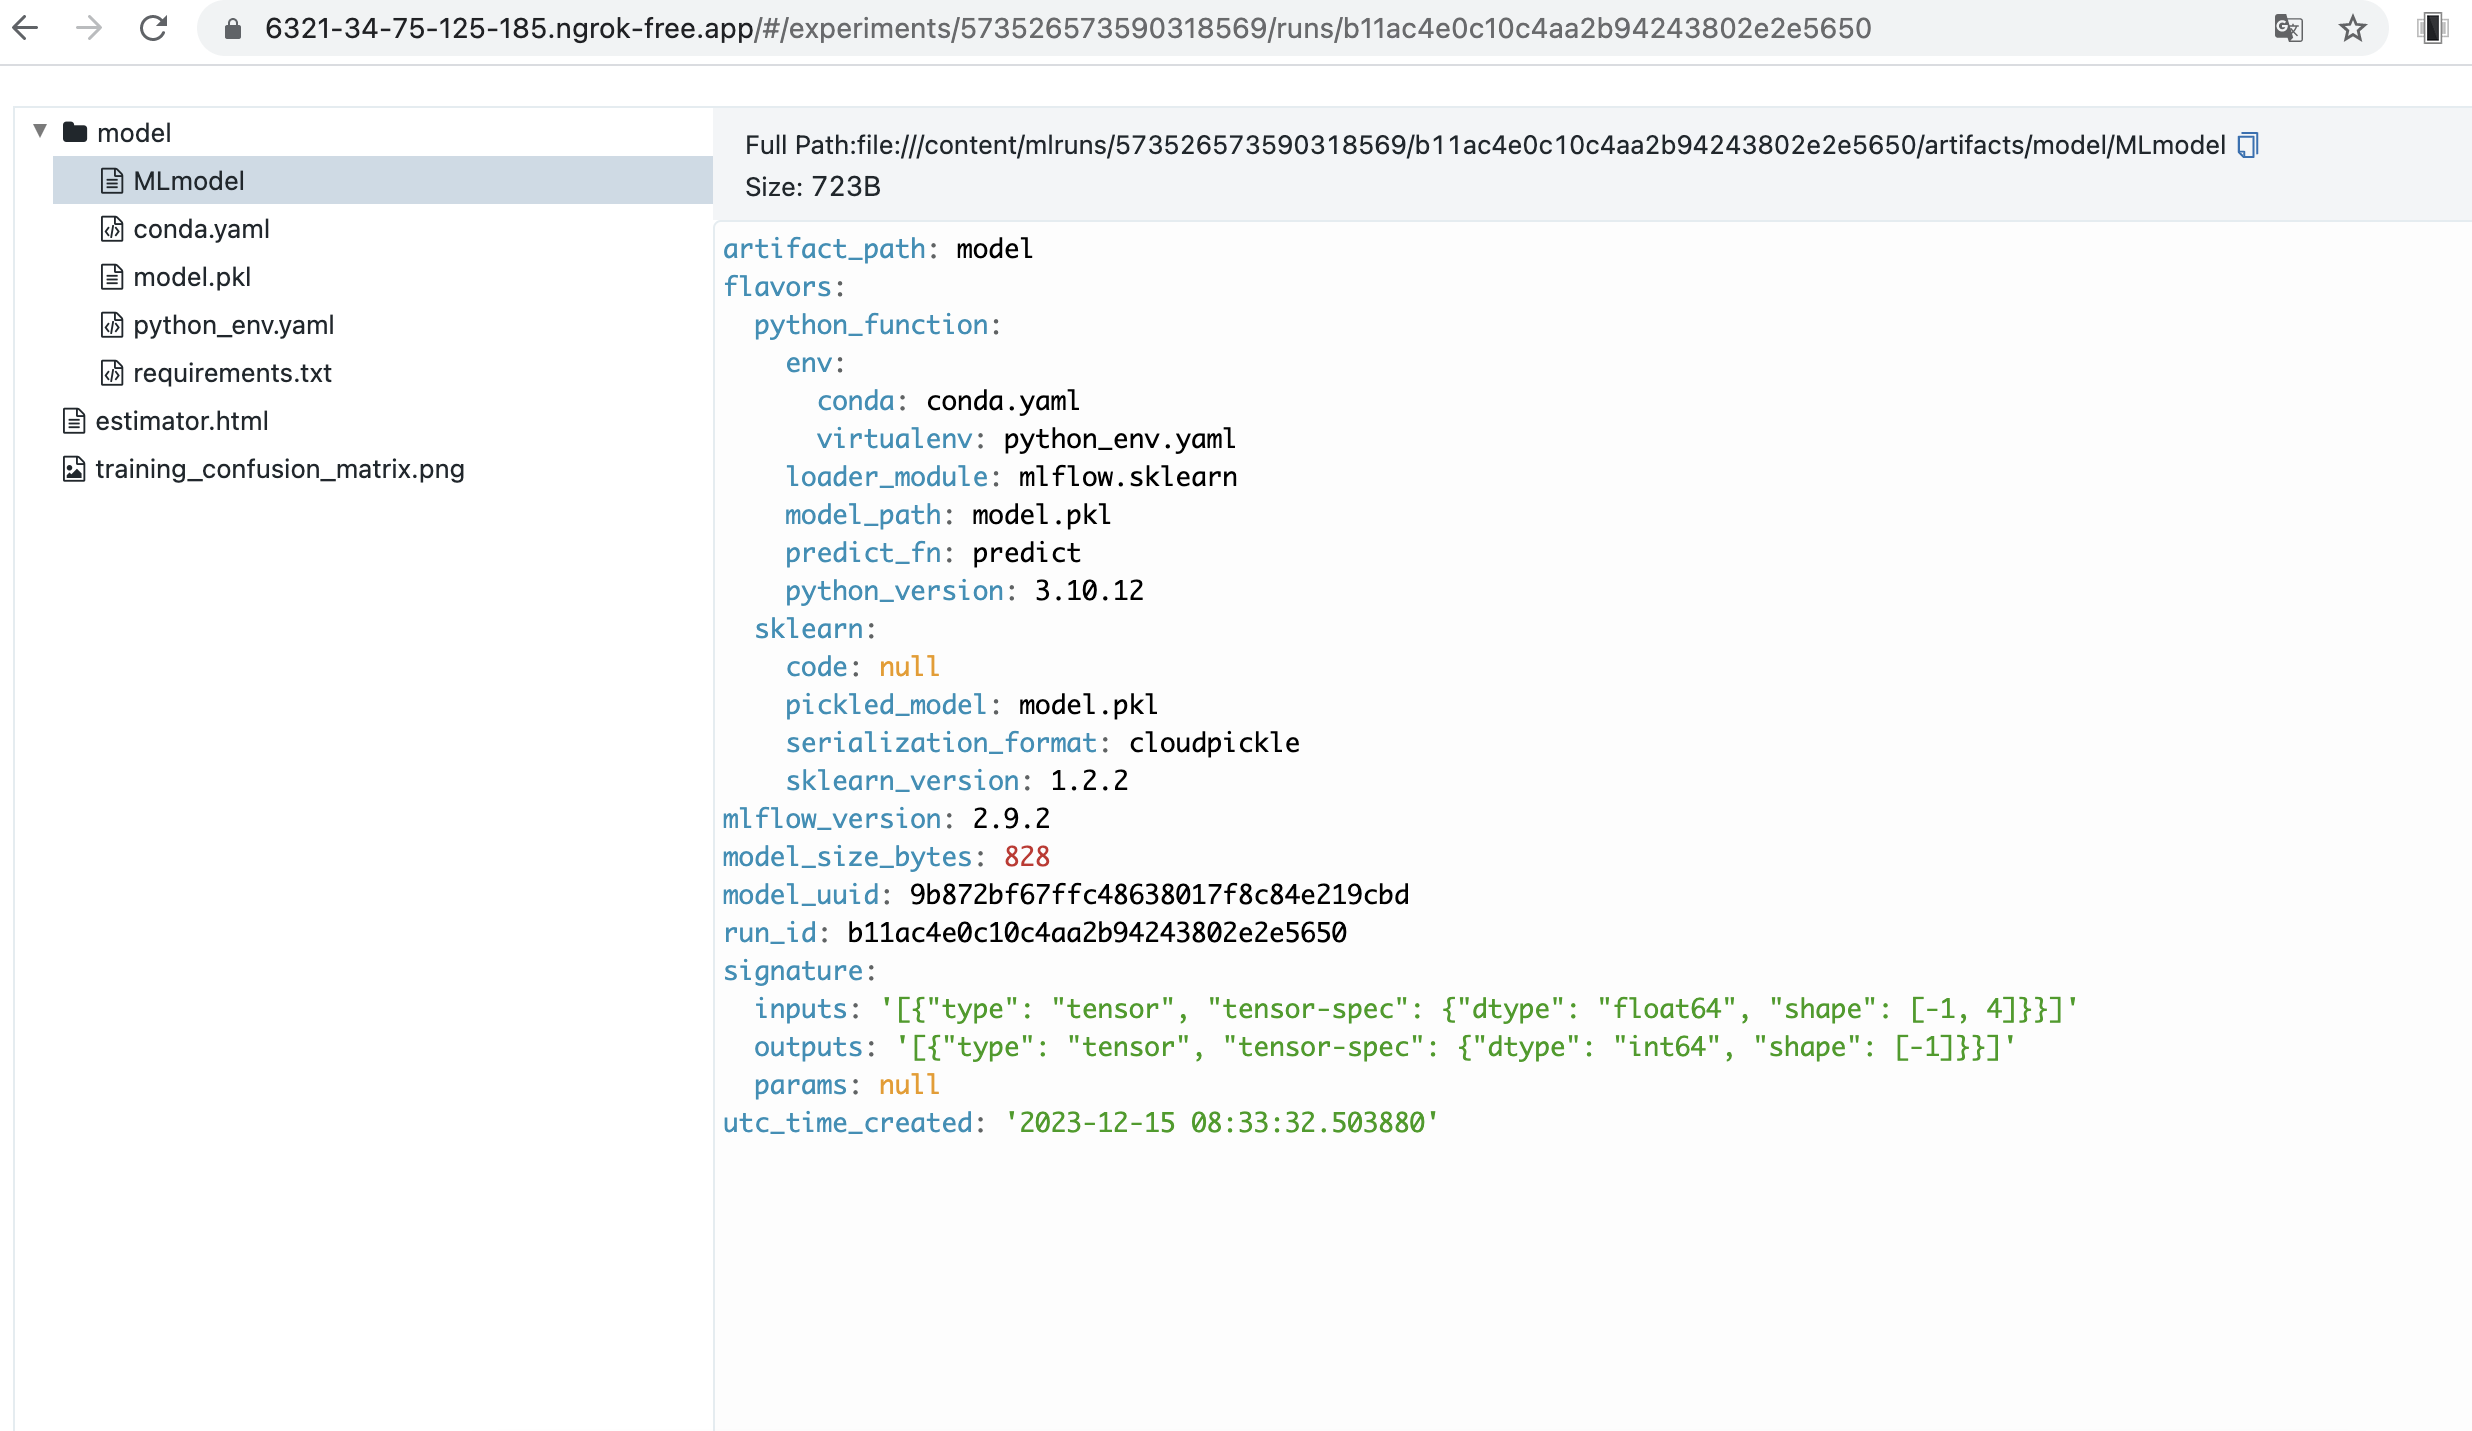 6321-34-75-125-185.ngrok-free.app/#/experiments/573526573590318569/runs/b11ac4e0c10c4aa2b94243802e2e5650
model
MLmodel
conda.yaml
model.pkl
python_env.yaml
requirements.txt
estimator.html
training_confusion_matrix.png
Full Path:file:///content/mlruns/573526573590318569/b11ac4e0c10c4aa2b94243802e2e5650/artifacts/model/MLmodel
Size: 723B
artifact_path: model
flavors:
  python_function:
    env:
      conda: conda.yaml
      virtualenv: python_env.yaml
    loader_module: mlflow.sklearn
    model_path: model.pkl
    predict_fn: predict
    python_version: 3.10.12
  sklearn:
    code: null
    pickled_model: model.pkl
    serialization_format: cloudpickle
    sklearn_version: 1.2.2
mlflow_version: 2.9.2
model_size_bytes: 828
model_uuid: 9b872bf67ffc48638017f8c84e219cbd
run_id: b11ac4e0c10c4aa2b94243802e2e5650
signature:
  inputs: '[{"type": "tensor", "tensor-spec": {"dtype": "float64", "shape": [-1, 4]}}]'
  outputs: '[{"type": "tensor", "tensor-spec": {"dtype": "int64", "shape": [-1]}}]'
  params: null
utc_time_created: '2023-12-15 08:33:32.503880'